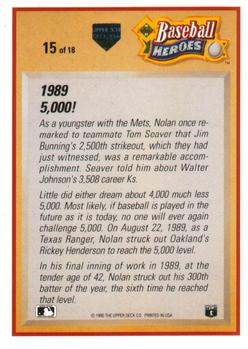 15 of 18
UPPER DECK
Baseball
HEROES
1989
5,000!
As a youngster with the Mets, Nolan once re-
marked to teammate Tom Seaver that Jim
Bunning's 2,500th strikeout, which they had
just witnessed, was a remarkable accom-
plishment. Seaver told him about Walter
Johnson's 3,508 career Ks.
Little did either dream about 4,000 much less
5,000. Most likely, if baseball is played in the
future as it is today, no one will ever again
challenge 5,000. On August 22, 1989, as a
Texas Ranger, Nolan struck out Oakland's
Rickey Henderson to reach the 5,000 level.
In his final inning of work in 1989, at the
tender age of 42, Nolan struck out his 300th
batter of the year, the sixth time he reached
that level.
© 1990 THE UPPER DECK CO. PRINTED IN USA